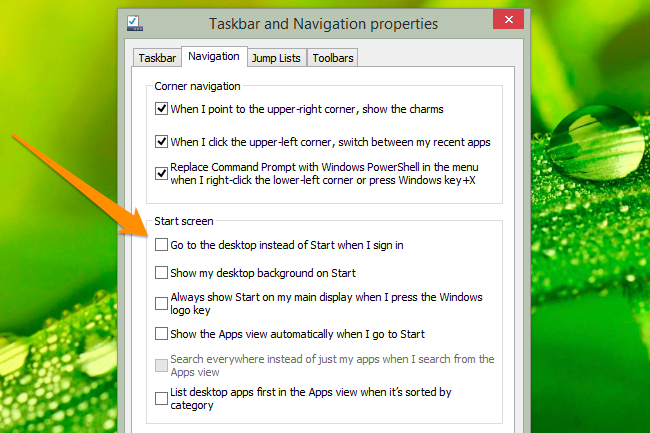 Taskbar and Navigation properties
Taskbar
Navigation
Jump Lists
Toolbars
Corner navigation
When I point to the upper-right corner, show the charms
When I click the upper-left corner, switch between my recent apps
Replace Command Prompt with Windows PowerShell in the menu
when I right-click the lower-left corner or press Windows key+X
Start screen
Go to the desktop instead of Start when I sign in
Show my desktop background on Start
Always show Start on my main display when I press the Windows
logo key
Show the Apps view automatically when I go to Start
Search everywhere instead of just my apps when I search from the
Apps view
List desktop apps first in the Apps view when it's sorted by
category